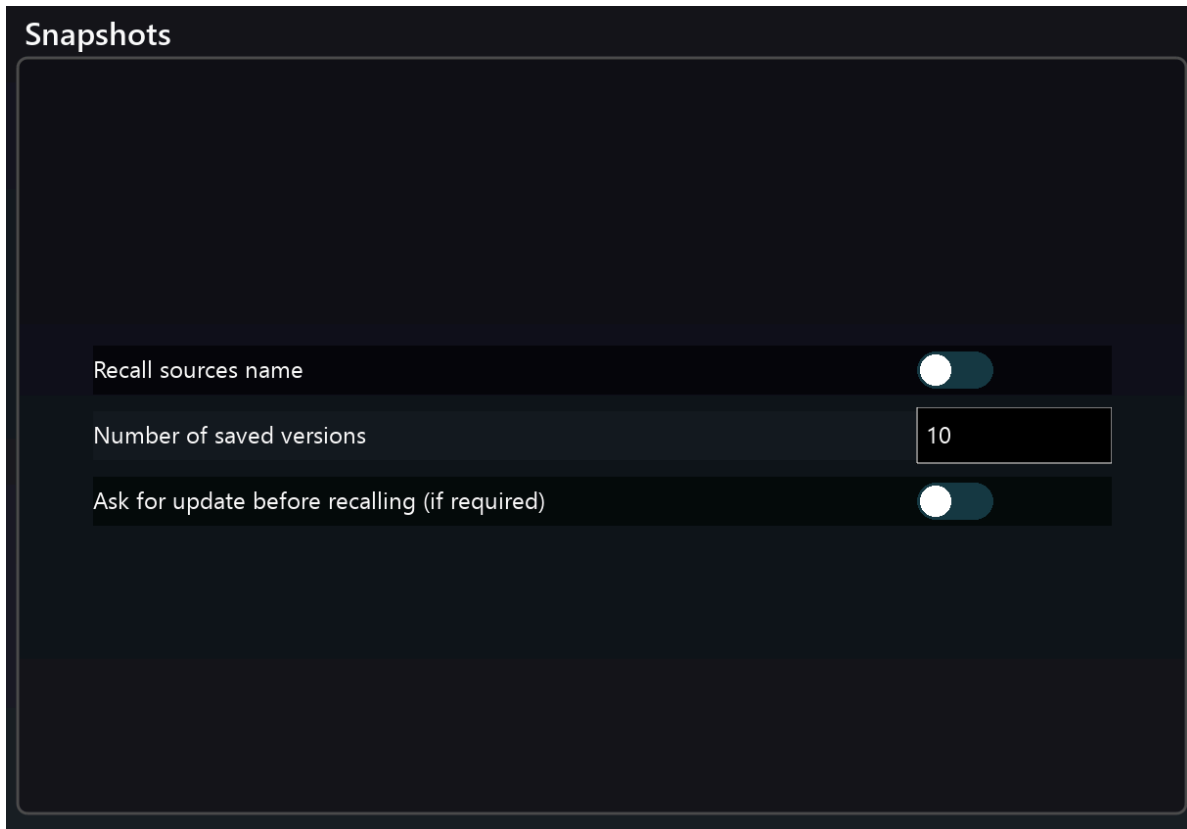 Snapshots
Recall sources name
Number of saved versions
10
Ask for update before recalling (if required)